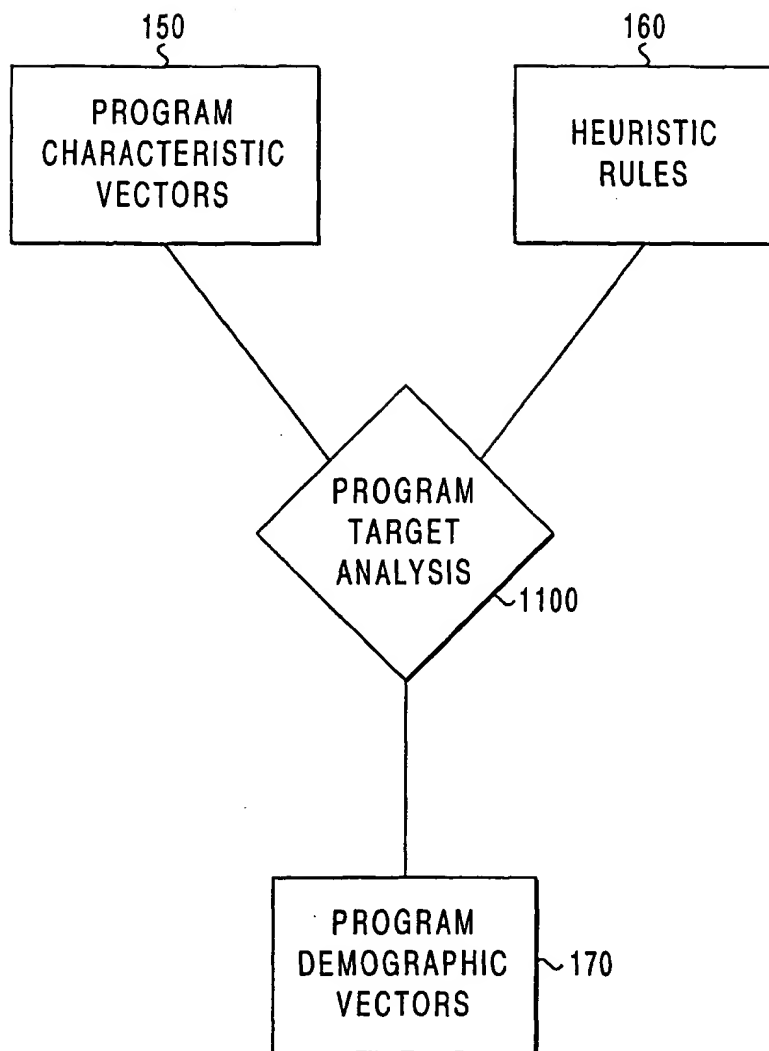 150
PROGRAM
CHARACTERISTIC
VECTORS
160
HEURISTIC
RULES
PROGRAM
TARGET
ANALYSIS
1100
PROGRAM
DEMOGRAPHIC
VECTORS
170